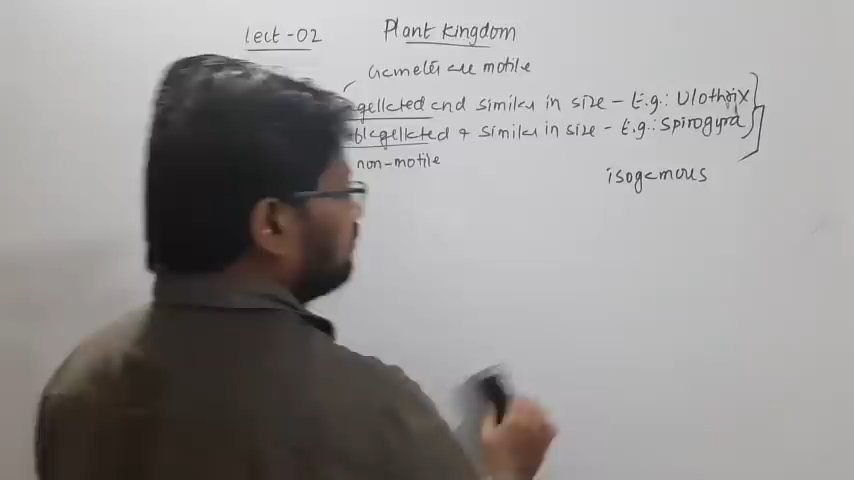 Lect -02
Plant kingdom
Gametes are motile
gellated and similar in size - E.g.: Ulothrix
flagellated + similar in size - E.g.: Spirogyra
non-motile
isogamous